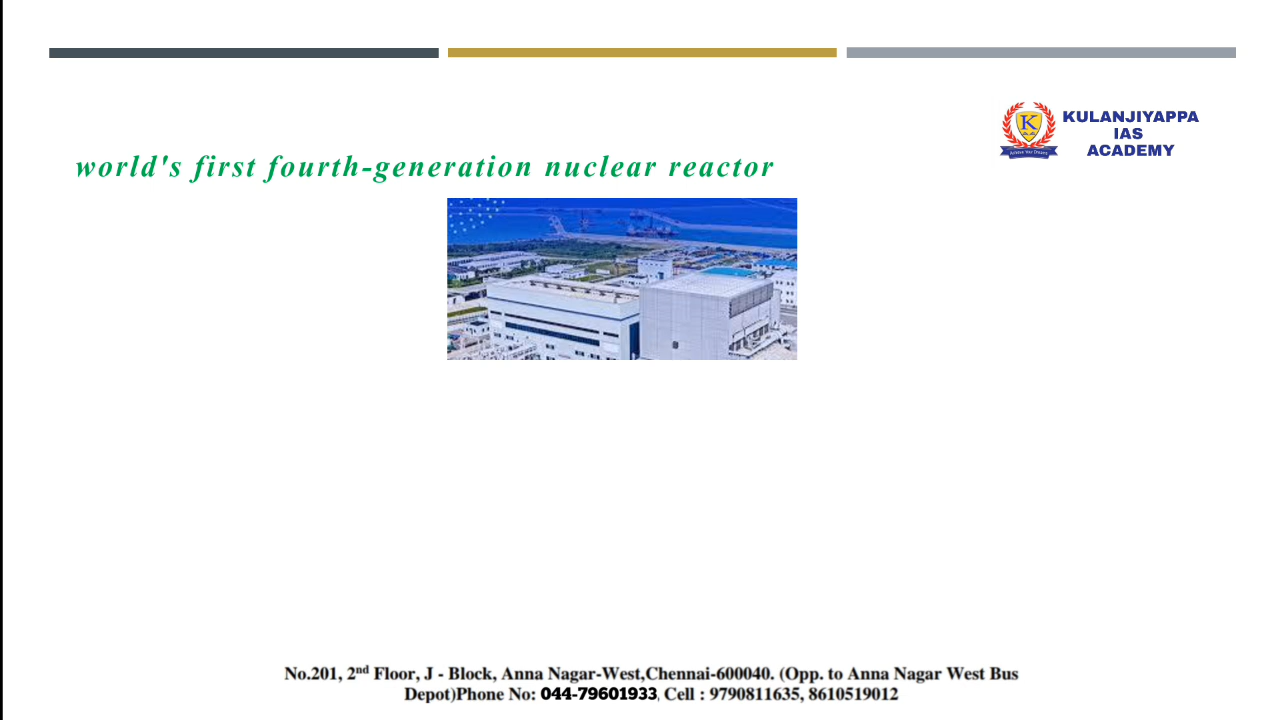 KULANJIYAPPA
IAS
ACADEMY
K
world's first fourth-generation nuclear reactor
No.201, 2nd Floor, J - Block, Anna Nagar-West,Chennai-600040. (Opp. to Anna Nagar West Bus
Depot)Phone No: 044-79601933, Cell : 9790811635, 8610519012